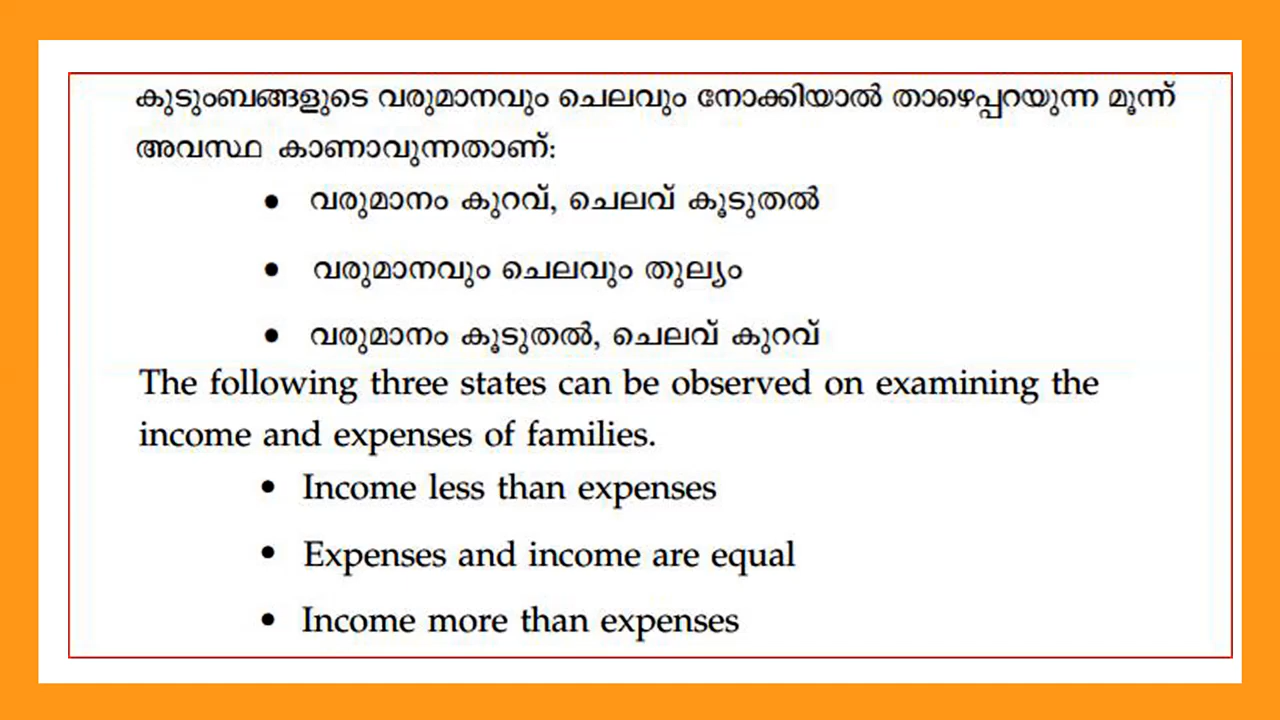 കുടുംബങ്ങളുടെ വരുമാനവും ചെലവും നോക്കിയാൽ താഴെപ്പറയുന്ന മൂന്ന്
അവസ്ഥ കാണാവുന്നതാണ്:
● വരുമാനം കുറവ്, ചെലവ് കൂടുതൽ
● വരുമാനവും ചെലവും തുല്യം
● വരുമാനം കൂടുതൽ, ചെലവ് കുറവ്
The following three states can be observed on examining the
income and expenses of families.
● Income less than expenses
● Expenses and income are equal
● Income more than expenses